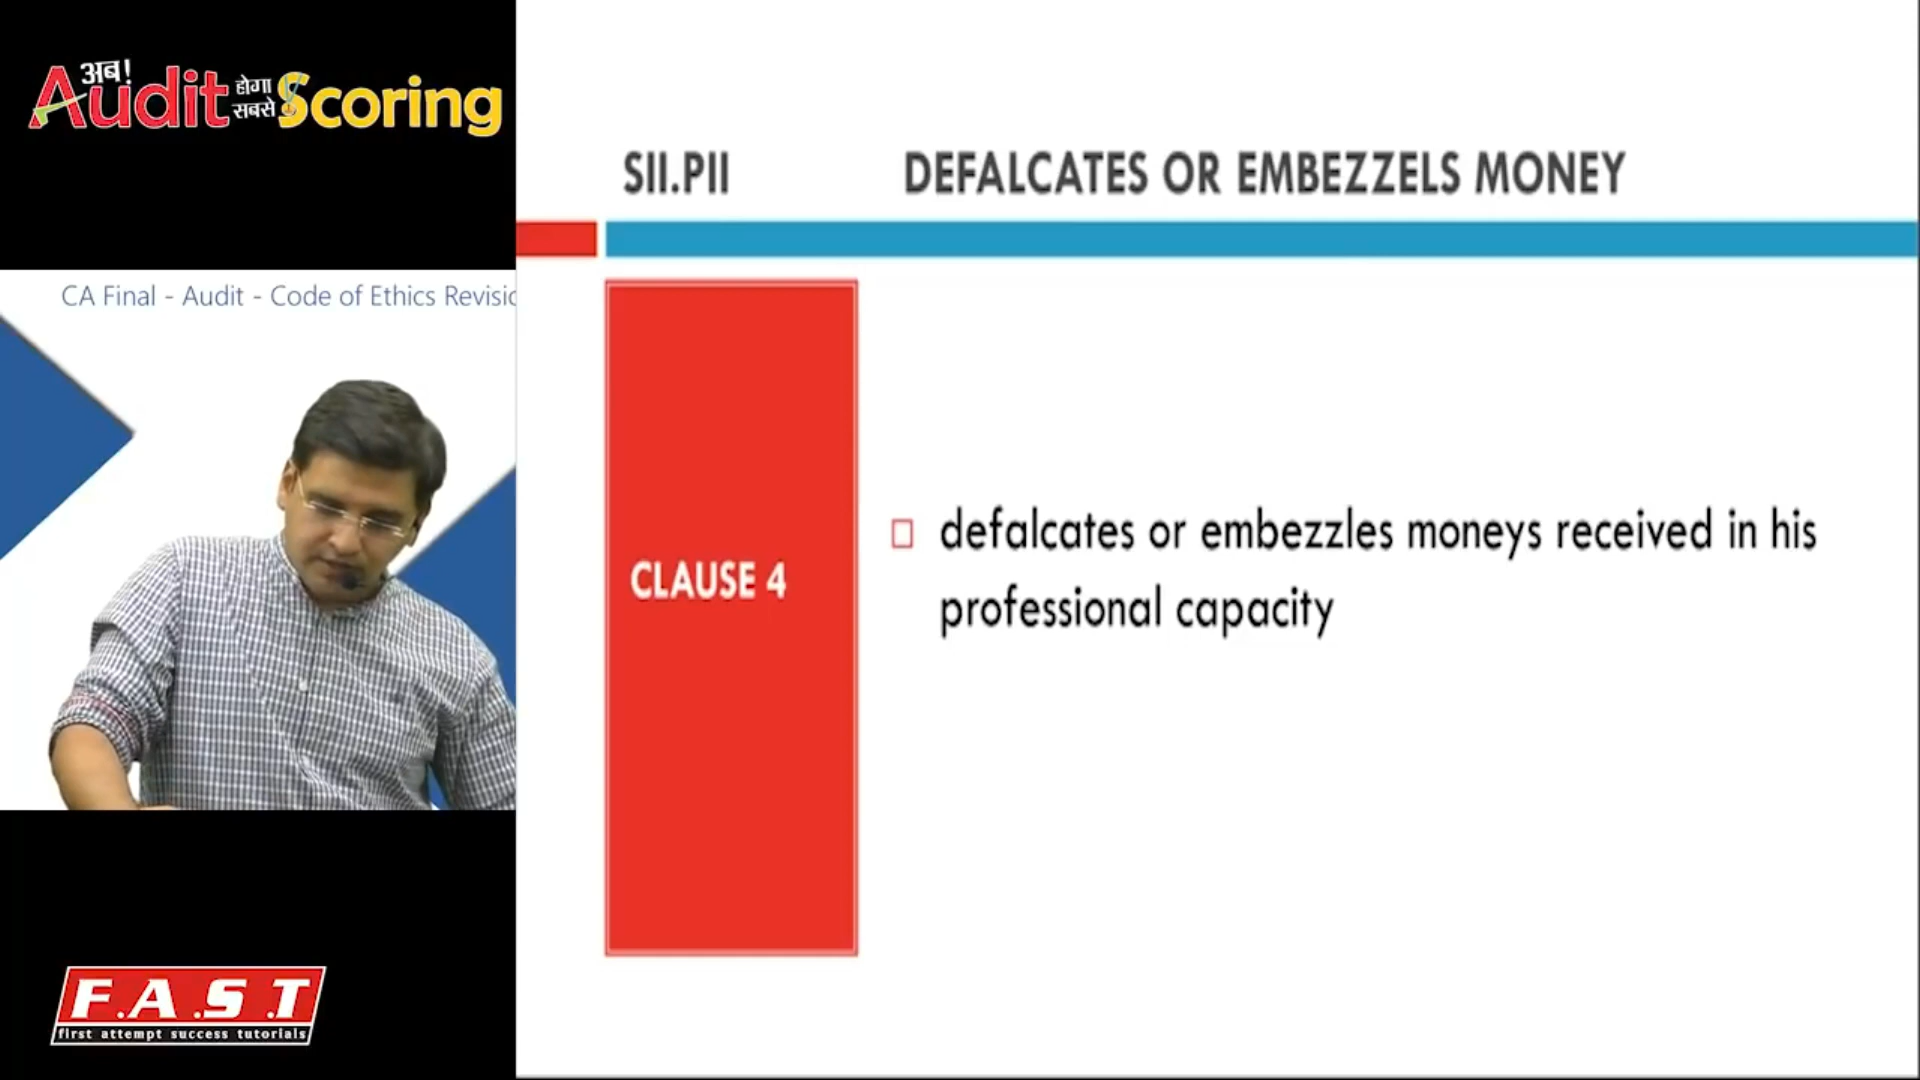 अब!
Audit होगा सबसे Scoring
CA Final - Audit - Code of Ethics
F.A.S.T
first attempt success tutorials
SII.PII DEFALCATES OR EMBEZZELS MONEY
CLAUSE 4
defalcates or embezzles moneys received in his
professional capacity